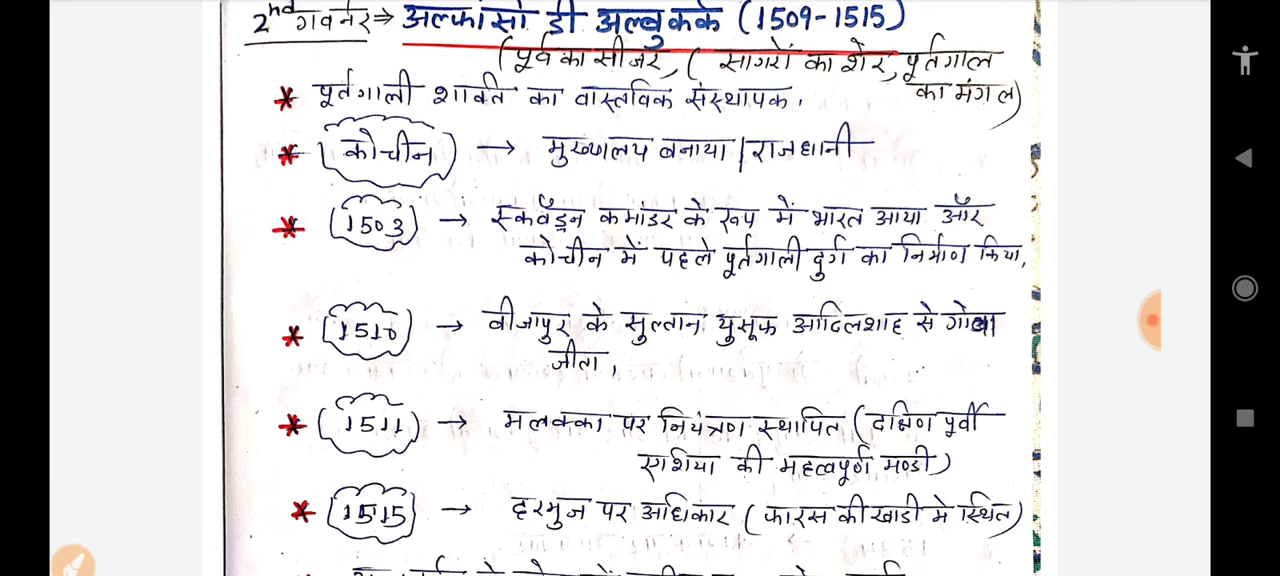 2nd गवर्नर ⇒ अल्फांसो डी अल्बुकर्क (1509-1515)
(पूर्व का सीजर, ( सागरों का शेर, पूर्तगाल
का मंगल)
* पूर्तगाली शक्ति का वास्तविक संस्थापक.
* (कोचीन) → मुख्यालय बनाया / राजधानी
* (1503) → स्कवॅड्रन कमांडर के रूप में भारत आया और
कोचीन में पहले पूर्तगाली दुर्ग का निर्माण किया,
* (1510) → बीजापुर के सुल्तान युसूफ आदिलशाह से गोवा
जीता,
* (1511) → मलक्का पर नियंत्रण स्थापित (दक्षिण पूर्वी
एशिया की महत्वपूर्ण मण्डी)
* (1515) → हरमुज पर अधिकार (फारस की खाडी मे स्थित)